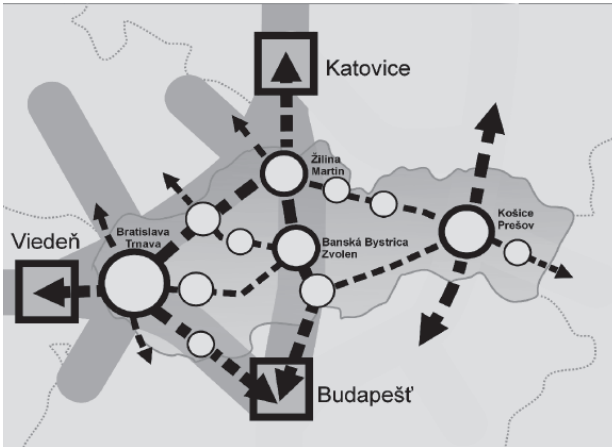 Katovice
Žilina
Martin
Košice
Prešov
Bratislava
Trnava
Viedeň
Banská Bystrica
Zvolen
Budapešť